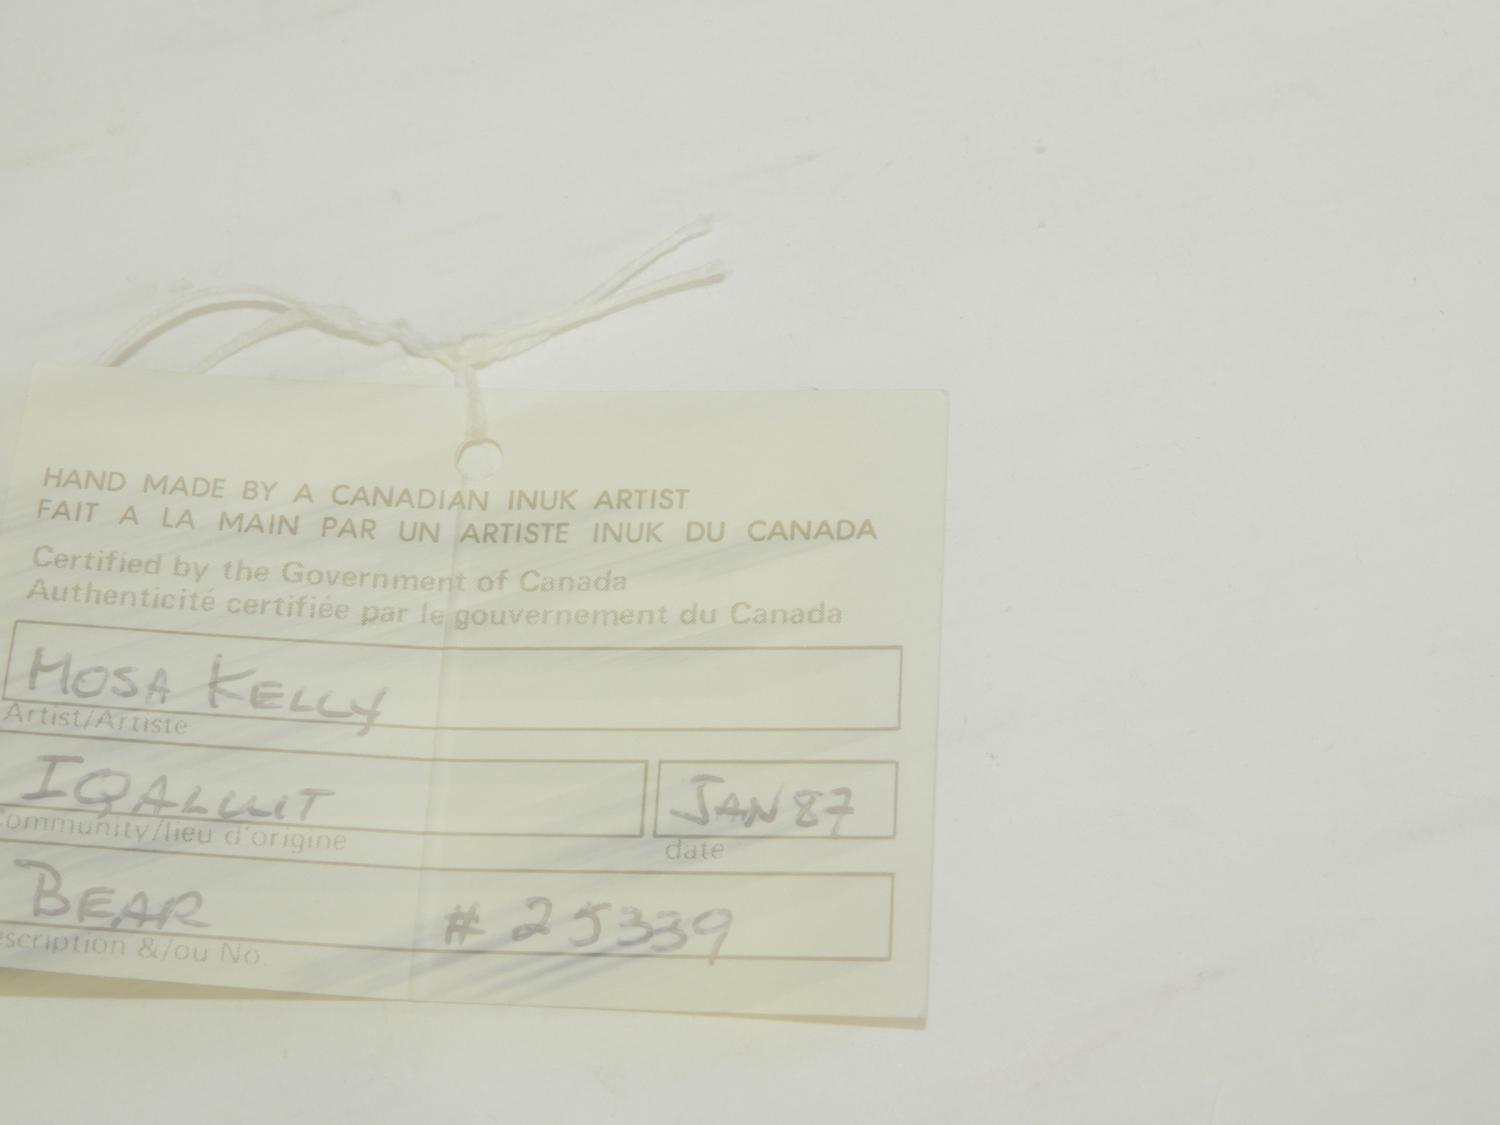 HAND MADE BY A CANADIAN INUK ARTIST
FAIT A LA MAIN PAR UN ARTISTE INUK DU CANADA
Certified by the Government of Canada
Authenticité certifiée par le gouvernement du Canada
MOSA KELLY
Artist/Artiste
IQALUIT JAN 87
ommunity/lieu d'origine date
BEAR # 25339
escription &/ou No.